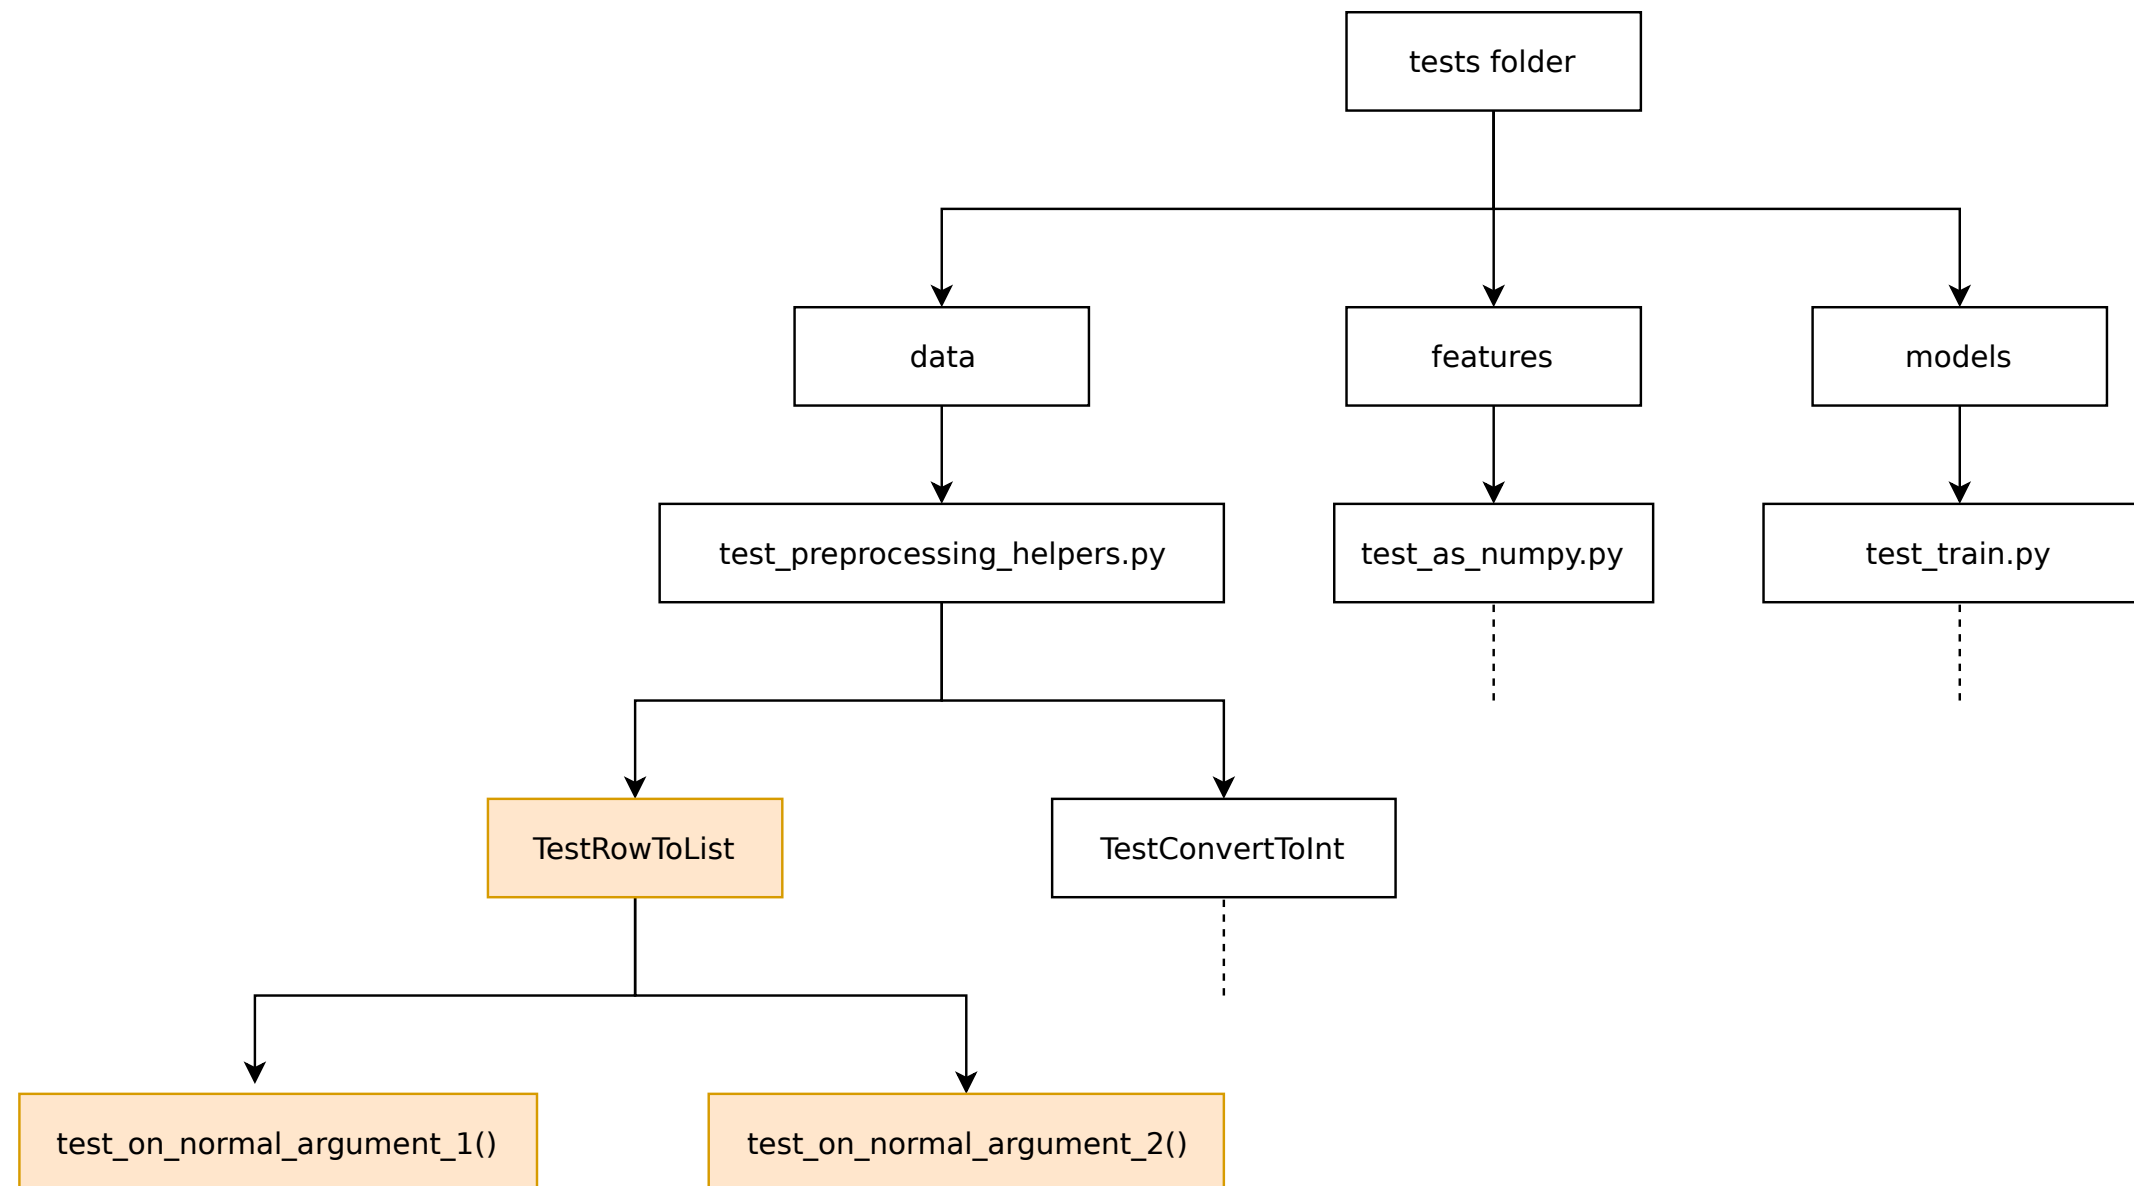 tests folder
data
features
models
test_preprocessing_helpers.py
test_as_numpy.py
test_train.py
TestRowToList
TestConvertToInt
test_on_normal_argument_1()
test_on_normal_argument_2()